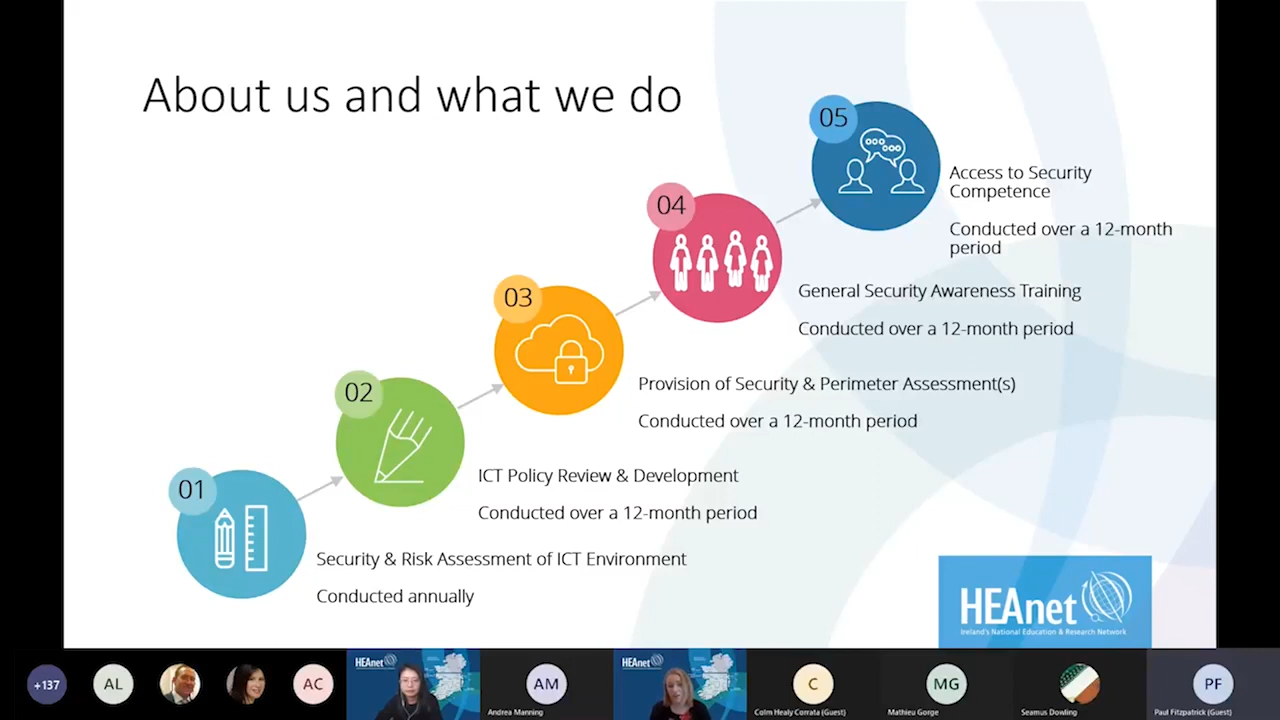 About us and what we do
05
Access to Security
Competence
Conducted over a 12-month
period
04
General Security Awareness Training
Conducted over a 12-month period
03
Provision of Security & Perimeter Assessment(s)
Conducted over a 12-month period
02
ICT Policy Review & Development
Conducted over a 12-month period
01
Security & Risk Assessment of ICT Environment
Conducted annually
HEAnet
Ireland's National Education & Research Network
+137
AL
AC
HEAnet
AM
Andrea Manning
HEAnet
C
Colm Healy Corrata (Guest)
MG
Mathieu Gorge
Seamus Dowling
PF
Paul Fitzpatrick (Guest)